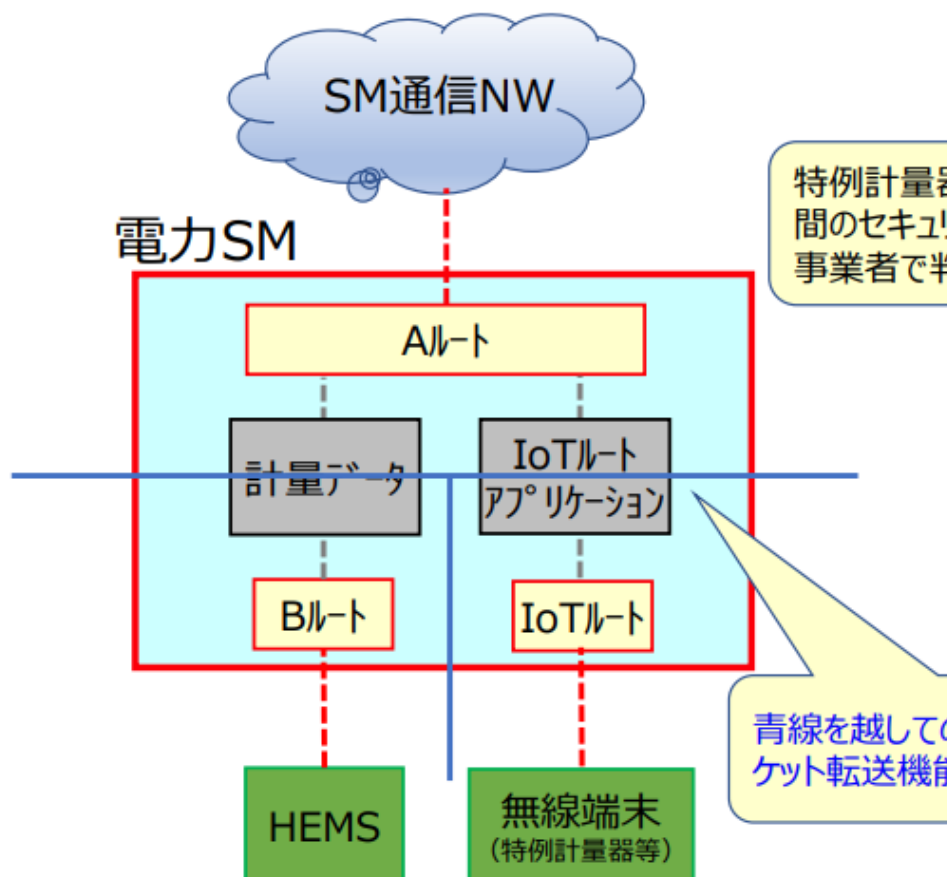 SM通信NW
電力SM
特例計量器
間のセキュリ
事業者で判
Aルート
計量データ
IoTルート
アプリケーション
Bルート
IoTルート
青線を越しての
ケット転送機能
HEMS
無線端末
（特例計量器等）